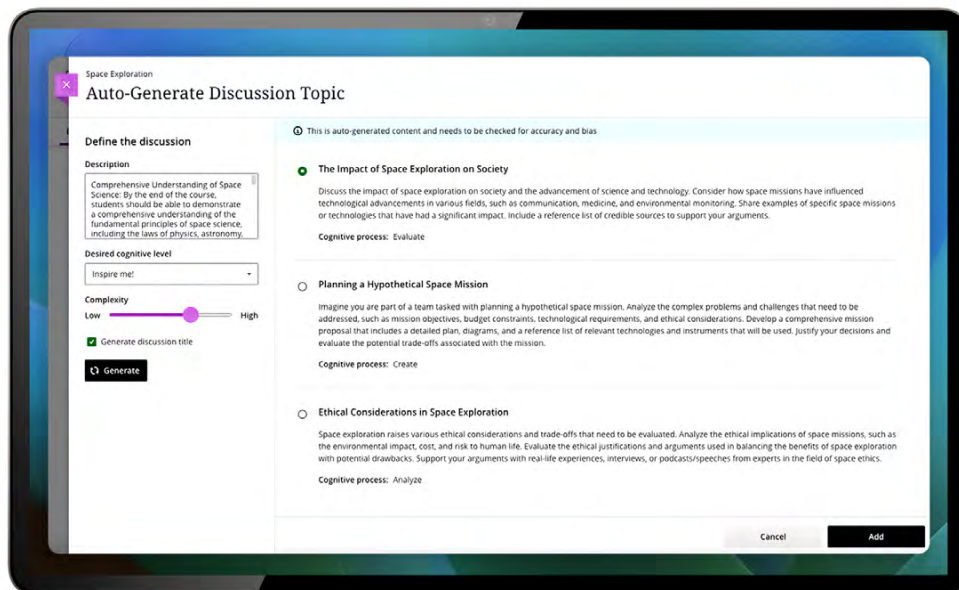 Space Exploration
Auto-Generate Discussion Topic
Define the discussion
Description
Comprehensive Understanding of Space
Science: By the end of the course,
students should be able to demonstrate
a comprehensive understanding of the
fundamental principles of space science,
including the laws of physics, astronomy,
Desired cognitive level
Inspire me!
Complexity
Low
High
Generate discussion title
Generate
This is auto-generated content and needs to be checked for accuracy and bias
The Impact of Space Exploration on Society
Discuss the impact of space exploration on society and the advancement of science and technology. Consider how space missions have influenced
technological advancements in various fields, such as communication, medicine, and environmental monitoring. Share examples of specific space missions
or technologies that have had a significant impact. Include a reference list of credible sources to support your arguments.
Cognitive process: Evaluate
Planning a Hypothetical Space Mission
Imagine you are part of a team tasked with planning a hypothetical space mission. Analyze the complex problems and challenges that need to be
addressed, such as mission objectives, budget constraints, technological requirements, and ethical considerations. Develop a comprehensive mission
proposal that includes a detailed plan, diagrams, and a reference list of relevant technologies and instruments that will be used. Justify your decisions and
evaluate the potential trade-offs associated with the mission.
Cognitive process: Create
Ethical Considerations in Space Exploration
Space exploration raises various ethical considerations and trade-offs that need to be evaluated. Analyze the ethical implications of space missions, such as
the environmental impact, cost, and risk to human life. Evaluate the ethical justifications and arguments used in balancing the benefits of space exploration
with potential drawbacks. Support your arguments with real-life experiences, interviews, or podcasts/speeches from experts in the field of space ethics.
Cognitive process: Analyze
Cancel
Add